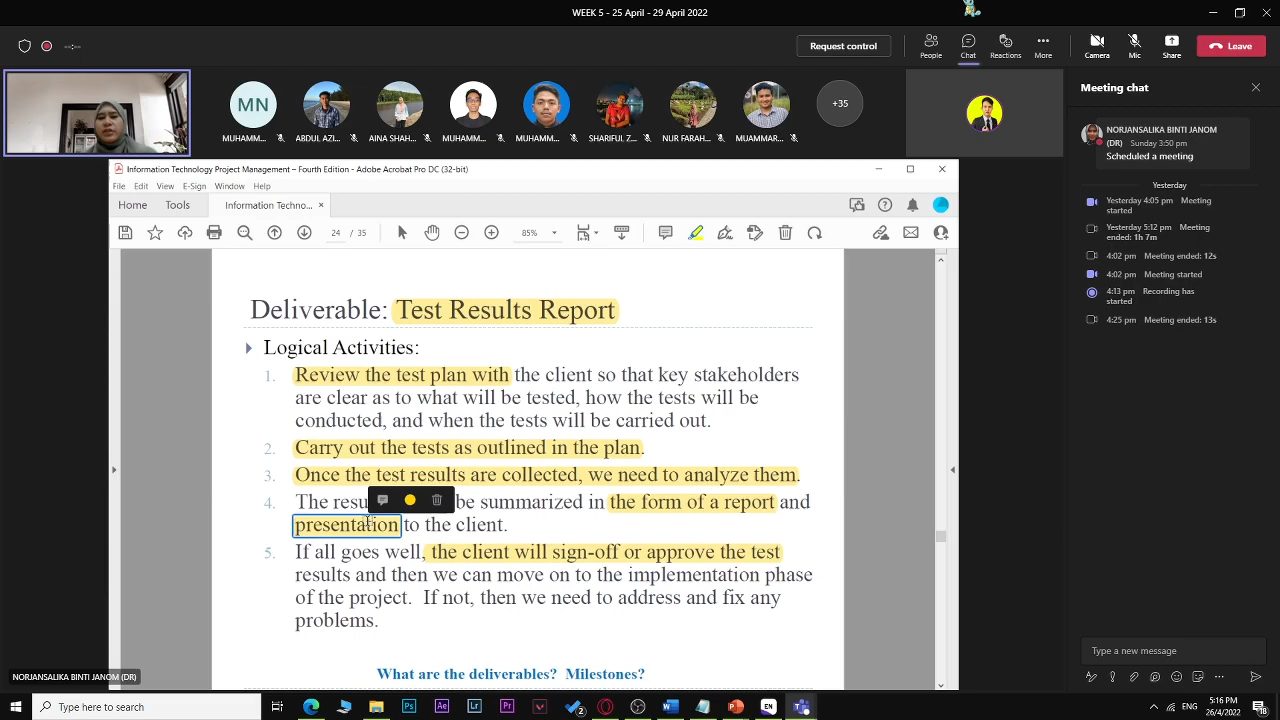 WEEK 5 - 25 April - 29 April 2022
--:--
Request control
People
Chat
Reactions
More
Camera
Mic
Share
Leave
MN
+35
MUHAMM...
ABDUL AZI...
AINA SHAH...
MUHAMM...
MUHAMM...
SHARIFUL Z...
NUR FARAH...
MUAMMAR...
Meeting chat
NORJANSALIKA BINTI JANOM (DR) Sunday 3:50 pm
Scheduled a meeting
Yesterday
Yesterday 4:05 pm Meeting
started
Yesterday 5:12 pm Meeting
ended: 1h 7m
4:02 pm Meeting ended: 12s
4:02 pm Meeting started
4:13 pm Recording has
started
4:25 pm Meeting ended: 13s
Type a new message
Information Technology Project Management – Fourth Edition - Adobe Acrobat Pro DC (32-bit)
File Edit View E-Sign Window Help
Home Tools Information Techno... ×
24 / 35
85%
Deliverable: Test Results Report
Logical Activities:
1. Review the test plan with the client so that key stakeholders
are clear as to what will be tested, how the tests will be
conducted, and when the tests will be carried out.
2. Carry out the tests as outlined in the plan.
3. Once the test results are collected, we need to analyze them.
4. The resu be summarized in the form of a report and
presentation to the client.
5. If all goes well, the client will sign-off or approve the test
results and then we can move on to the implementation phase
of the project. If not, then we need to address and fix any
problems.
What are the deliverables? Milestones?
NORJANSALIKA BINTI JANOM (DR)
Type here to search
Ps
Ae
Lr
Pr
EN
ENG
5:16 PM
26/4/2022